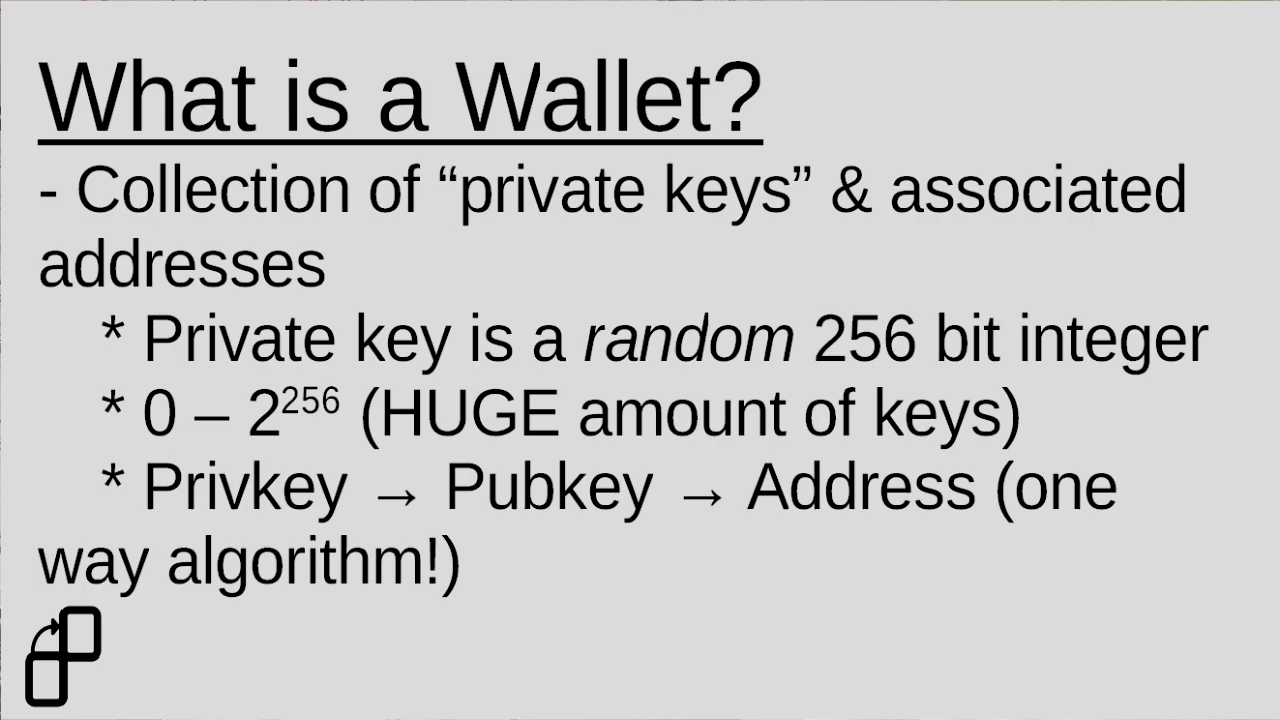 What is a Wallet?
- Collection of “private keys” & associated
addresses
* Private key is a random 256 bit integer
* 0 – 2²⁵⁶ (HUGE amount of keys)
* Privkey → Pubkey → Address (one
way algorithm!)